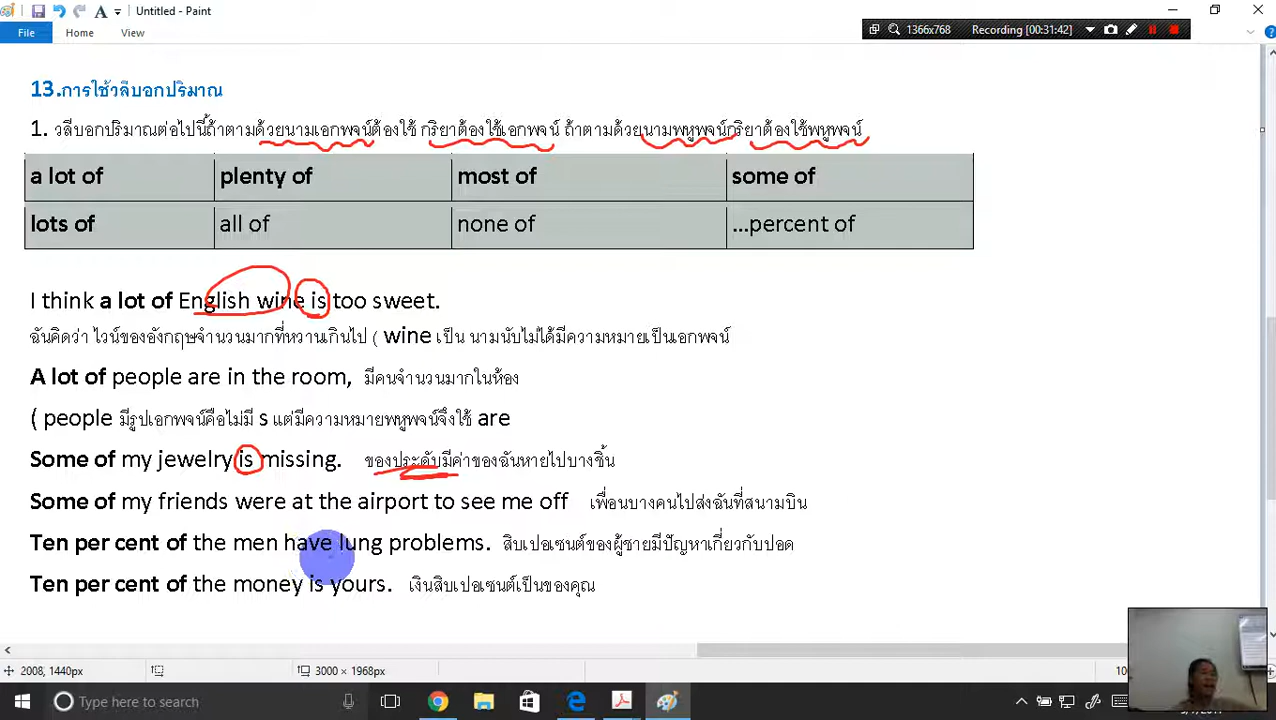 Untitled - Paint
File Home View
1366x768 Recording [00:31:42]
13.การใช้วลีบอกปริมาณ
1. วลีบอกปริมาณต่อไปนี้ถ้าตามด้วยนามเอกพจน์ต้องใช้ กริยาต้องใช้เอกพจน์ ถ้าตามด้วยนามพหูพจน์กริยาต้องใช้พหูพจน์
a lot of plenty of most of some of
lots of all of none of ...percent of
I think a lot of English wine is too sweet.
ฉันคิดว่า ไวน์ของอังกฤษจำนวนมากที่หวานเกินไป ( wine เป็น นามนับไม่ได้มีความหมายเป็นเอกพจน์
A lot of people are in the room, มีคนจำนวนมากในห้อง
( people มีรูปเอกพจน์คือไม่มี s แต่มีความหมายพหูพจน์จึงใช้ are
Some of my jewelry is missing. ของประดับมีค่าของฉันหายไปบางชิ้น
Some of my friends were at the airport to see me off เพื่อนบางคนไปส่งฉันที่สนามบิน
Ten per cent of the men have lung problems. สิบเปอเซนต์ของผู้ชายมีปัญหาเกี่ยวกับปอด
Ten per cent of the money is yours. เงินสิบเปอเซนต์เป็นของคุณ
2008, 1440px 3000 × 1968px
Type here to search